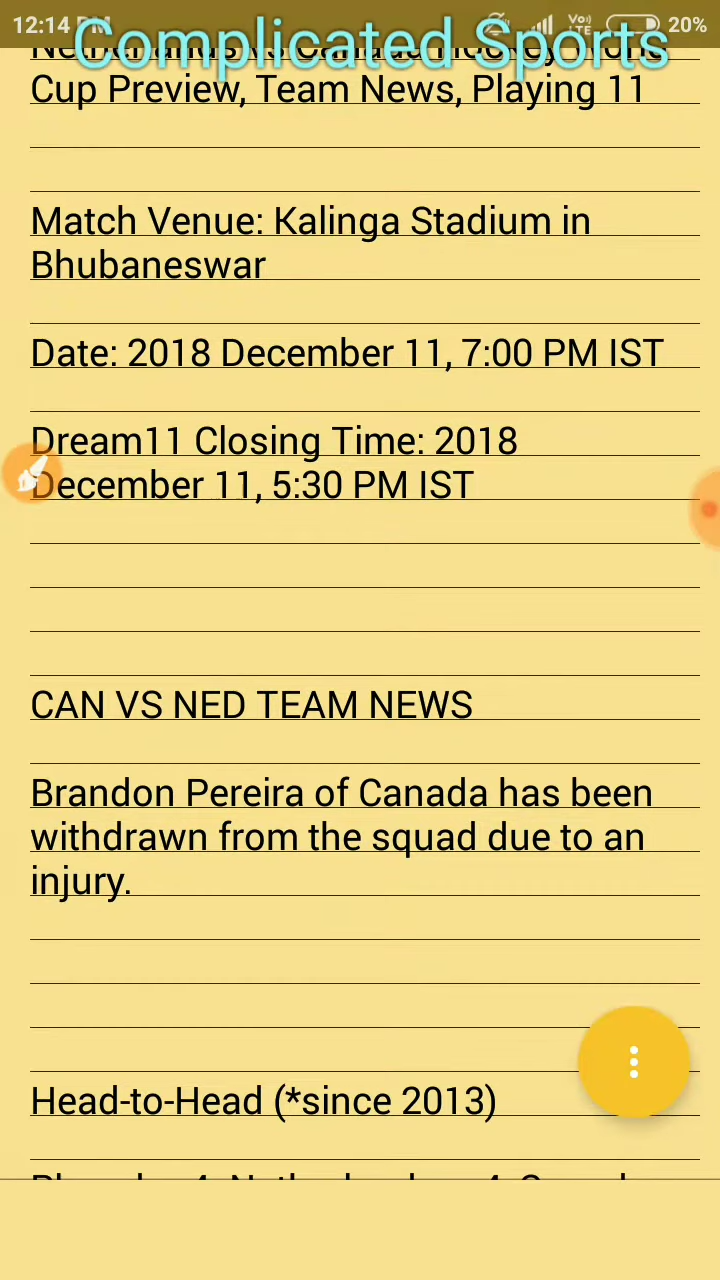 12:14 PM
20%
Complicated Sports
Cup Preview, Team News, Playing 11
Match Venue: Kalinga Stadium in
Bhubaneswar
Date: 2018 December 11, 7:00 PM IST
Dream11 Closing Time: 2018
December 11, 5:30 PM IST
CAN VS NED TEAM NEWS
Brandon Pereira of Canada has been
withdrawn from the squad due to an
injury.
Head-to-Head (*since 2013)